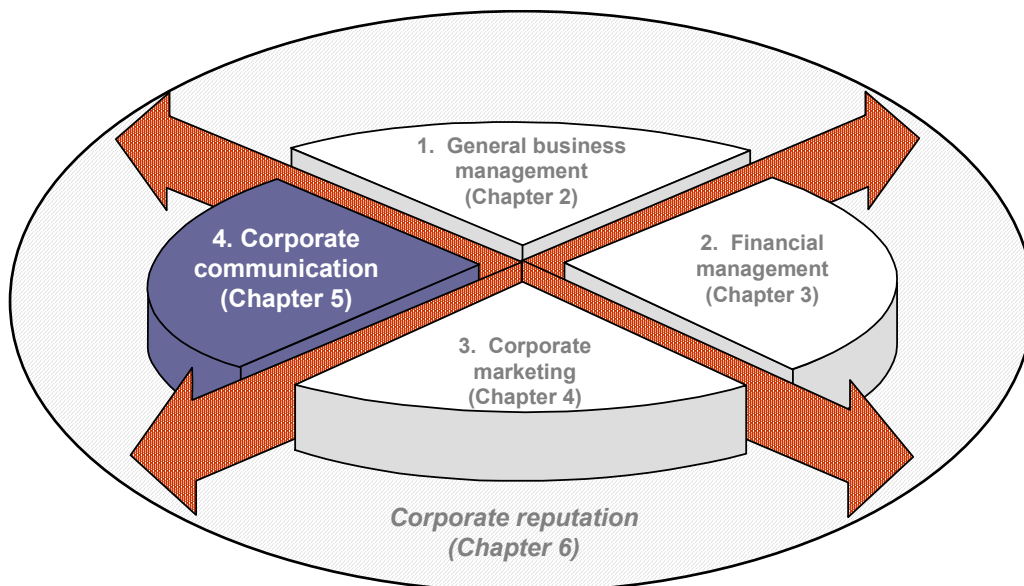 1. General business
management
(Chapter 2)
4. Corporate
communication
(Chapter 5)
2. Financial
management
(Chapter 3)
3. Corporate
marketing
(Chapter 4)
Corporate reputation
(Chapter 6)